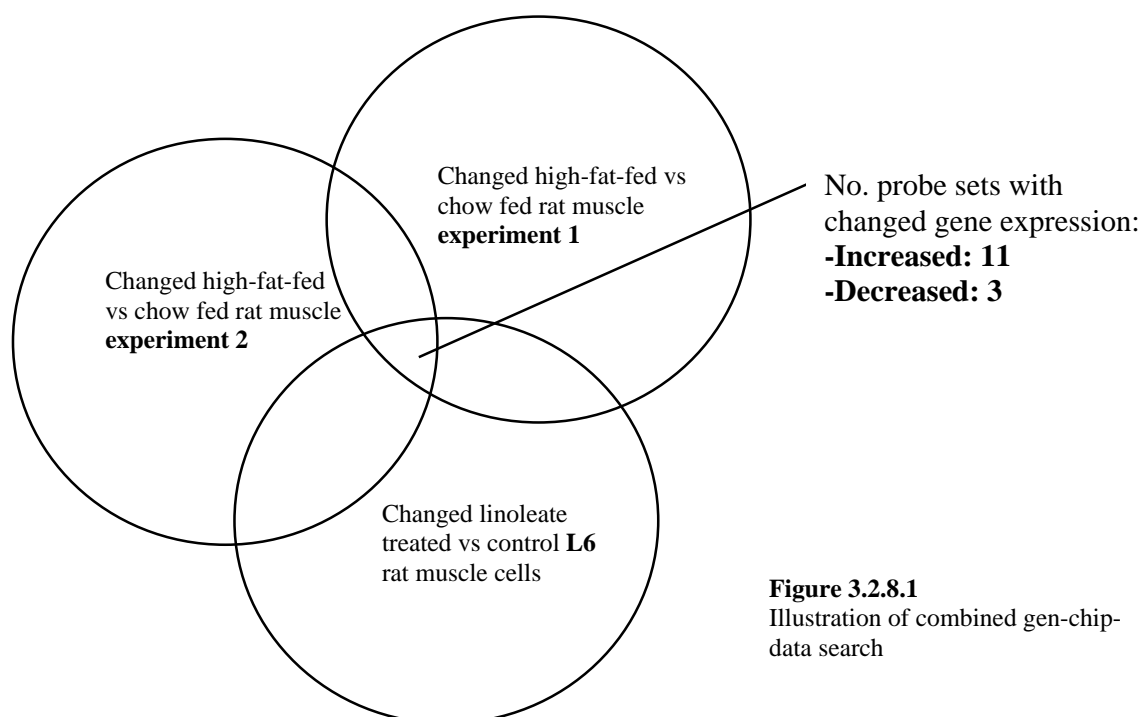 Changed high-fat-fed vs
chow fed rat muscle
experiment 1
No. probe sets with
changed gene expression:
-Increased: 11
-Decreased: 3
Changed high-fat-fed
vs chow fed rat muscle
experiment 2
Changed linoleate
treated vs control L6
rat muscle cells
Figure 3.2.8.1
Illustration of combined gen-chip-
data search